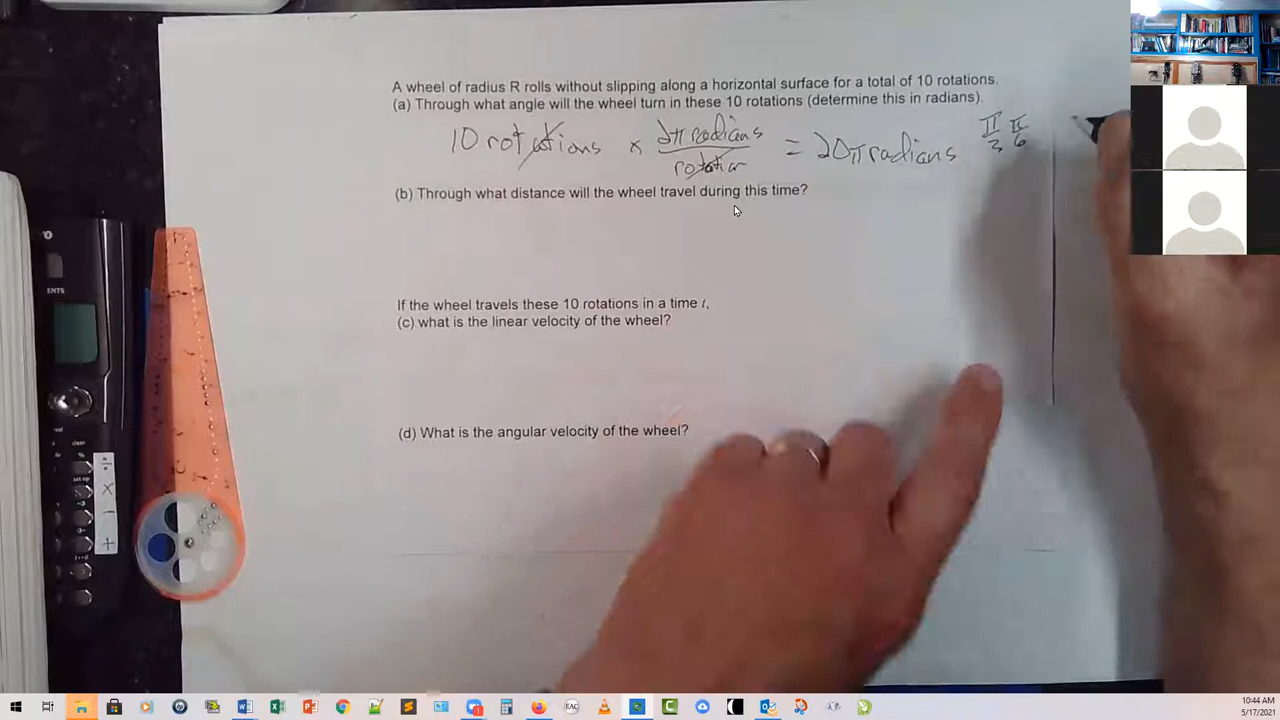 A wheel of radius R rolls without slipping along a horizontal surface for a total of 10 rotations.
(a) Through what angle will the wheel turn in these 10 rotations (determine this in radians).
10 rotations × 2π radians / rotation = 20π radians π/3 π/6
(b) Through what distance will the wheel travel during this time?
If the wheel travels these 10 rotations in a time t,
(c) what is the linear velocity of the wheel?
(d) What is the angular velocity of the wheel?
ENTS
×
+
EAC
10:44 AM
5/17/2021